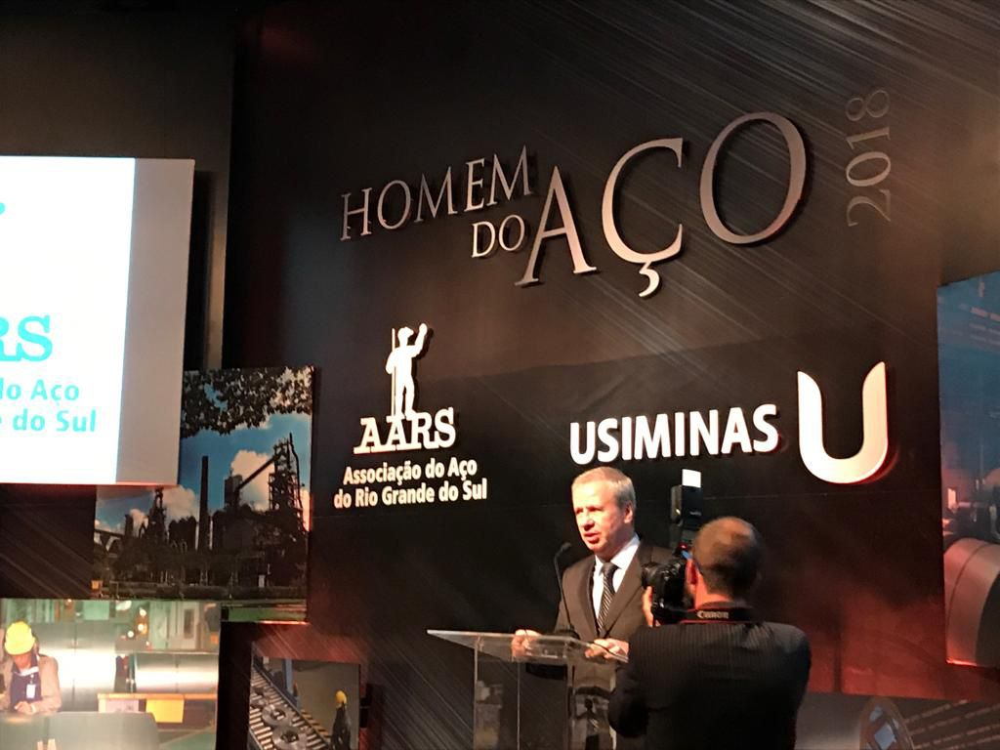 HOMEM
DO AÇO
2018
AARS
Associação do Aço
do Rio Grande do Sul
USIMINAS
RS
do Aço
do Sul
Canon